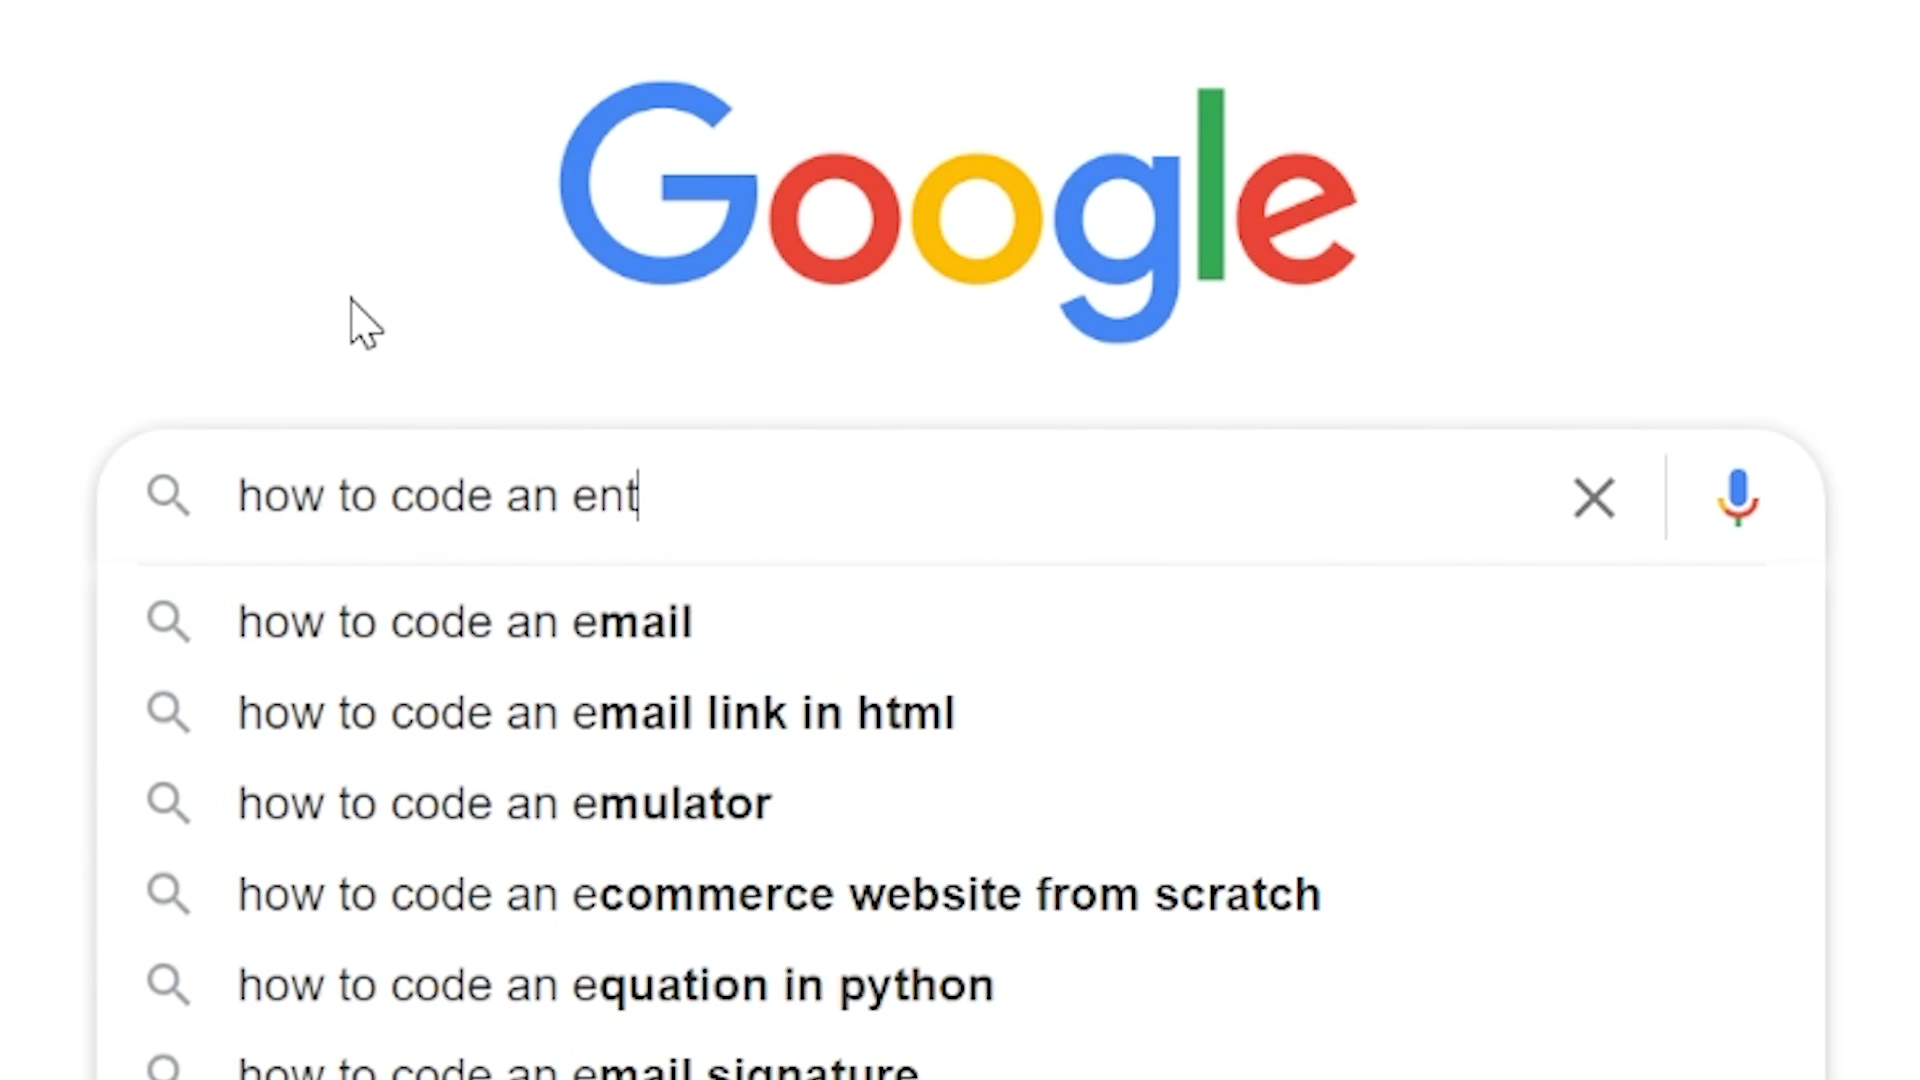 Google
how to code an ent
how to code an email
how to code an email link in html
how to code an emulator
how to code an ecommerce website from scratch
how to code an equation in python
how to code an email signature